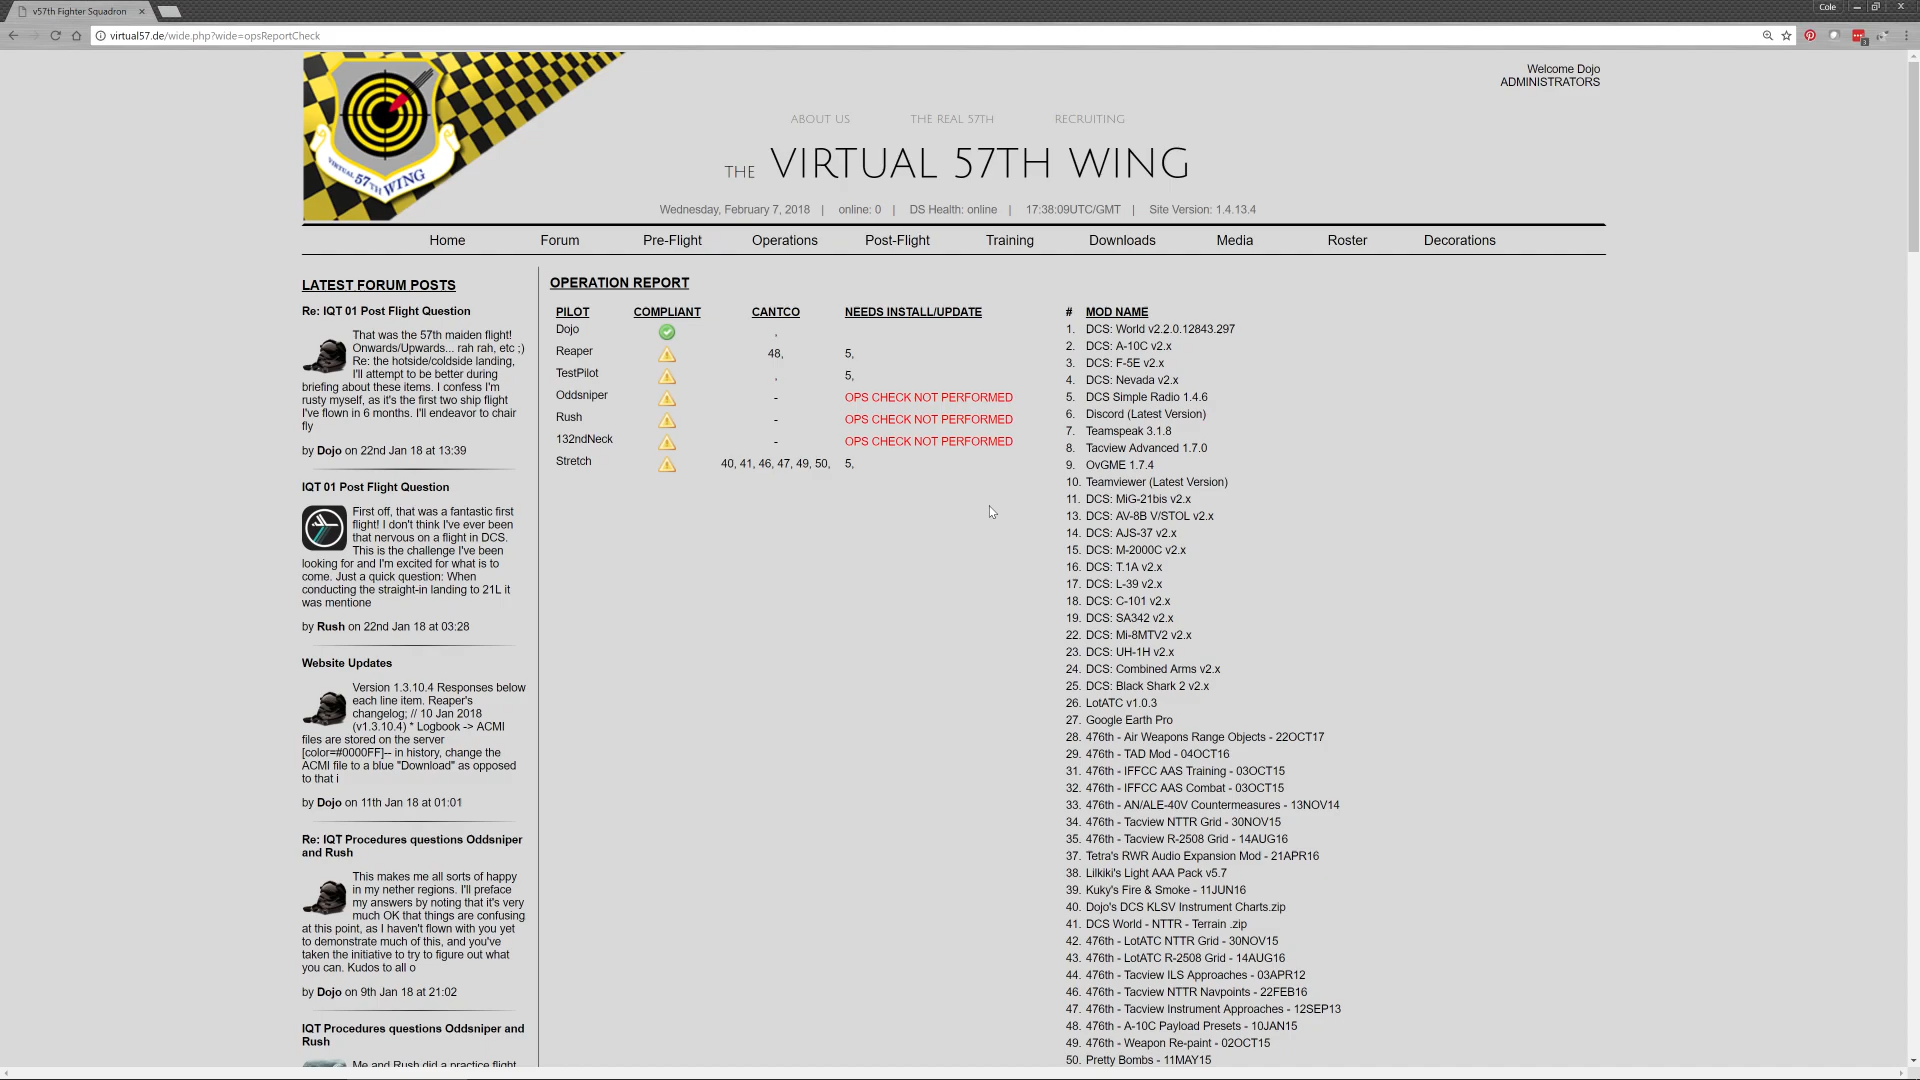 v57th Fighter Squadron
Cole
virtual57.de/wide.php?wide=opsReportCheck
3
Welcome Dojo
ADMINISTRATORS
VIRTUAL 57TH WING
ABOUT US THE REAL 57TH RECRUITING
THE VIRTUAL 57TH WING
Wednesday, February 7, 2018 | online: 0 | DS Health: online | 17:38:09UTC/GMT | Site Version: 1.4.13.4
Home Forum Pre-Flight Operations Post-Flight Training Downloads Media Roster Decorations
LATEST FORUM POSTS
Re: IQT 01 Post Flight Question
That was the 57th maiden flight!
Onwards/Upwards... rah rah, etc ;)
Re: the hotside/coldside landing,
I'll attempt to be better during
briefing about these items. I confess I'm
rusty myself, as it's the first two ship flight
I've flown in 6 months. I'll endeavor to chair
fly
by Dojo on 22nd Jan 18 at 13:39
IQT 01 Post Flight Question
First off, that was a fantastic first
flight! I don't think I've ever been
that nervous on a flight in DCS.
This is the challenge I've been
looking for and I'm excited for what is to
come. Just a quick question: When
conducting the straight-in landing to 21L it
was mentione
by Rush on 22nd Jan 18 at 03:28
Website Updates
Version 1.3.10.4 Responses below
each line item. Reaper's
changelog; // 10 Jan 2018
(v1.3.10.4) * Logbook -> ACMI
files are stored on the server
[color=#0000FF]-- in history, change the
ACMI file to a blue "Download" as opposed
to that i
by Dojo on 11th Jan 18 at 01:01
Re: IQT Procedures questions Oddsniper
and Rush
This makes me all sorts of happy
in my nether regions. I'll preface
my answers by noting that it's very
much OK that things are confusing
at this point, as I haven't flown with you yet
to demonstrate much of this, and you've
taken the initiative to try to figure out what
you can. Kudos to all o
by Dojo on 9th Jan 18 at 21:02
IQT Procedures questions Oddsniper and
Rush
Me and Rush did a practice flight
OPERATION REPORT
PILOT COMPLIANT CANTCO NEEDS INSTALL/UPDATE
Dojo ,
Reaper 48, 5,
TestPilot , 5,
Oddsniper - OPS CHECK NOT PERFORMED
Rush - OPS CHECK NOT PERFORMED
132ndNeck - OPS CHECK NOT PERFORMED
Stretch 40, 41, 46, 47, 49, 50, 5,
# MOD NAME
1. DCS: World v2.2.0.12843.297
2. DCS: A-10C v2.x
3. DCS: F-5E v2.x
4. DCS: Nevada v2.x
5. DCS Simple Radio 1.4.6
6. Discord (Latest Version)
7. Teamspeak 3.1.8
8. Tacview Advanced 1.7.0
9. OvGME 1.7.4
10. Teamviewer (Latest Version)
11. DCS: MiG-21bis v2.x
13. DCS: AV-8B V/STOL v2.x
14. DCS: AJS-37 v2.x
15. DCS: M-2000C v2.x
16. DCS: T.1A v2.x
17. DCS: L-39 v2.x
18. DCS: C-101 v2.x
19. DCS: SA342 v2.x
22. DCS: Mi-8MTV2 v2.x
23. DCS: UH-1H v2.x
24. DCS: Combined Arms v2.x
25. DCS: Black Shark 2 v2.x
26. LotATC v1.0.3
27. Google Earth Pro
28. 476th - Air Weapons Range Objects - 22OCT17
29. 476th - TAD Mod - 04OCT16
31. 476th - IFFCC AAS Training - 03OCT15
32. 476th - IFFCC AAS Combat - 03OCT15
33. 476th - AN/ALE-40V Countermeasures - 13NOV14
34. 476th - Tacview NTTR Grid - 30NOV15
35. 476th - Tacview R-2508 Grid - 14AUG16
37. Tetra's RWR Audio Expansion Mod - 21APR16
38. Lilkiki's Light AAA Pack v5.7
39. Kuky's Fire & Smoke - 11JUN16
40. Dojo's DCS KLSV Instrument Charts.zip
41. DCS World - NTTR - Terrain .zip
42. 476th - LotATC NTTR Grid - 30NOV15
43. 476th - LotATC R-2508 Grid - 14AUG16
44. 476th - Tacview ILS Approaches - 03APR12
46. 476th - Tacview NTTR Navpoints - 22FEB16
47. 476th - Tacview Instrument Approaches - 12SEP13
48. 476th - A-10C Payload Presets - 10JAN15
49. 476th - Weapon Re-paint - 02OCT15
50. Pretty Bombs - 11MAY15